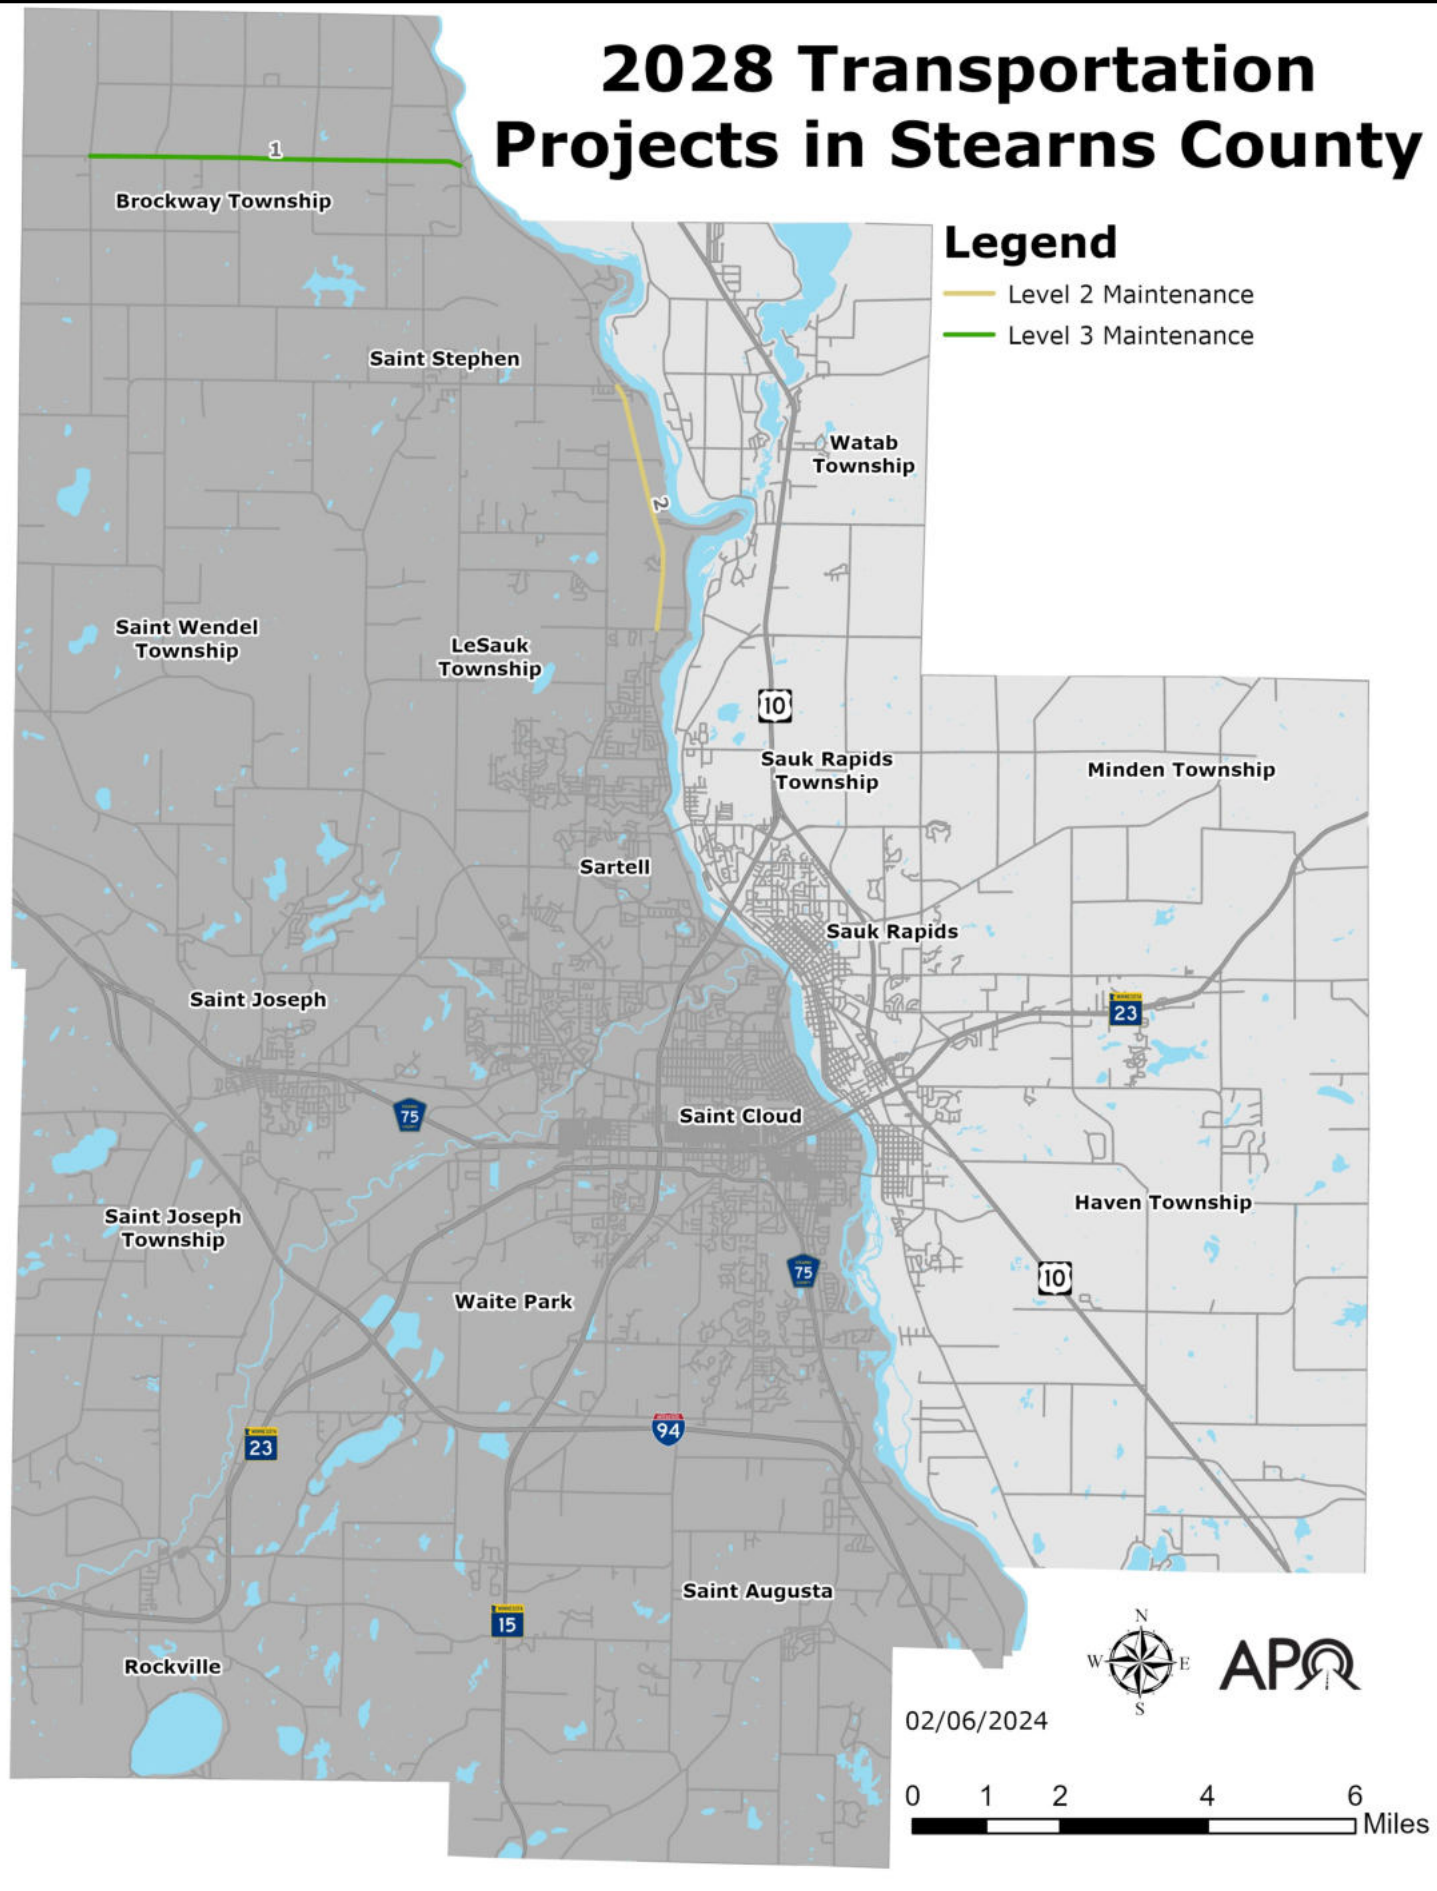 2028 Transportation
Projects in Stearns County
Legend
Level 2 Maintenance
Level 3 Maintenance
1
Brockway Township
Saint Stephen
2
Watab
Township
Saint Wendel
Township
LeSauk
Township
10
Sauk Rapids
Township
Minden Township
Sartell
Sauk Rapids
Saint Joseph
23
75
Saint Cloud
Saint Joseph
Township
Haven Township
75
10
Waite Park
94
23
Saint Augusta
15
Rockville
N
W E
S
APO
02/06/2024
0 1 2 4 6
Miles